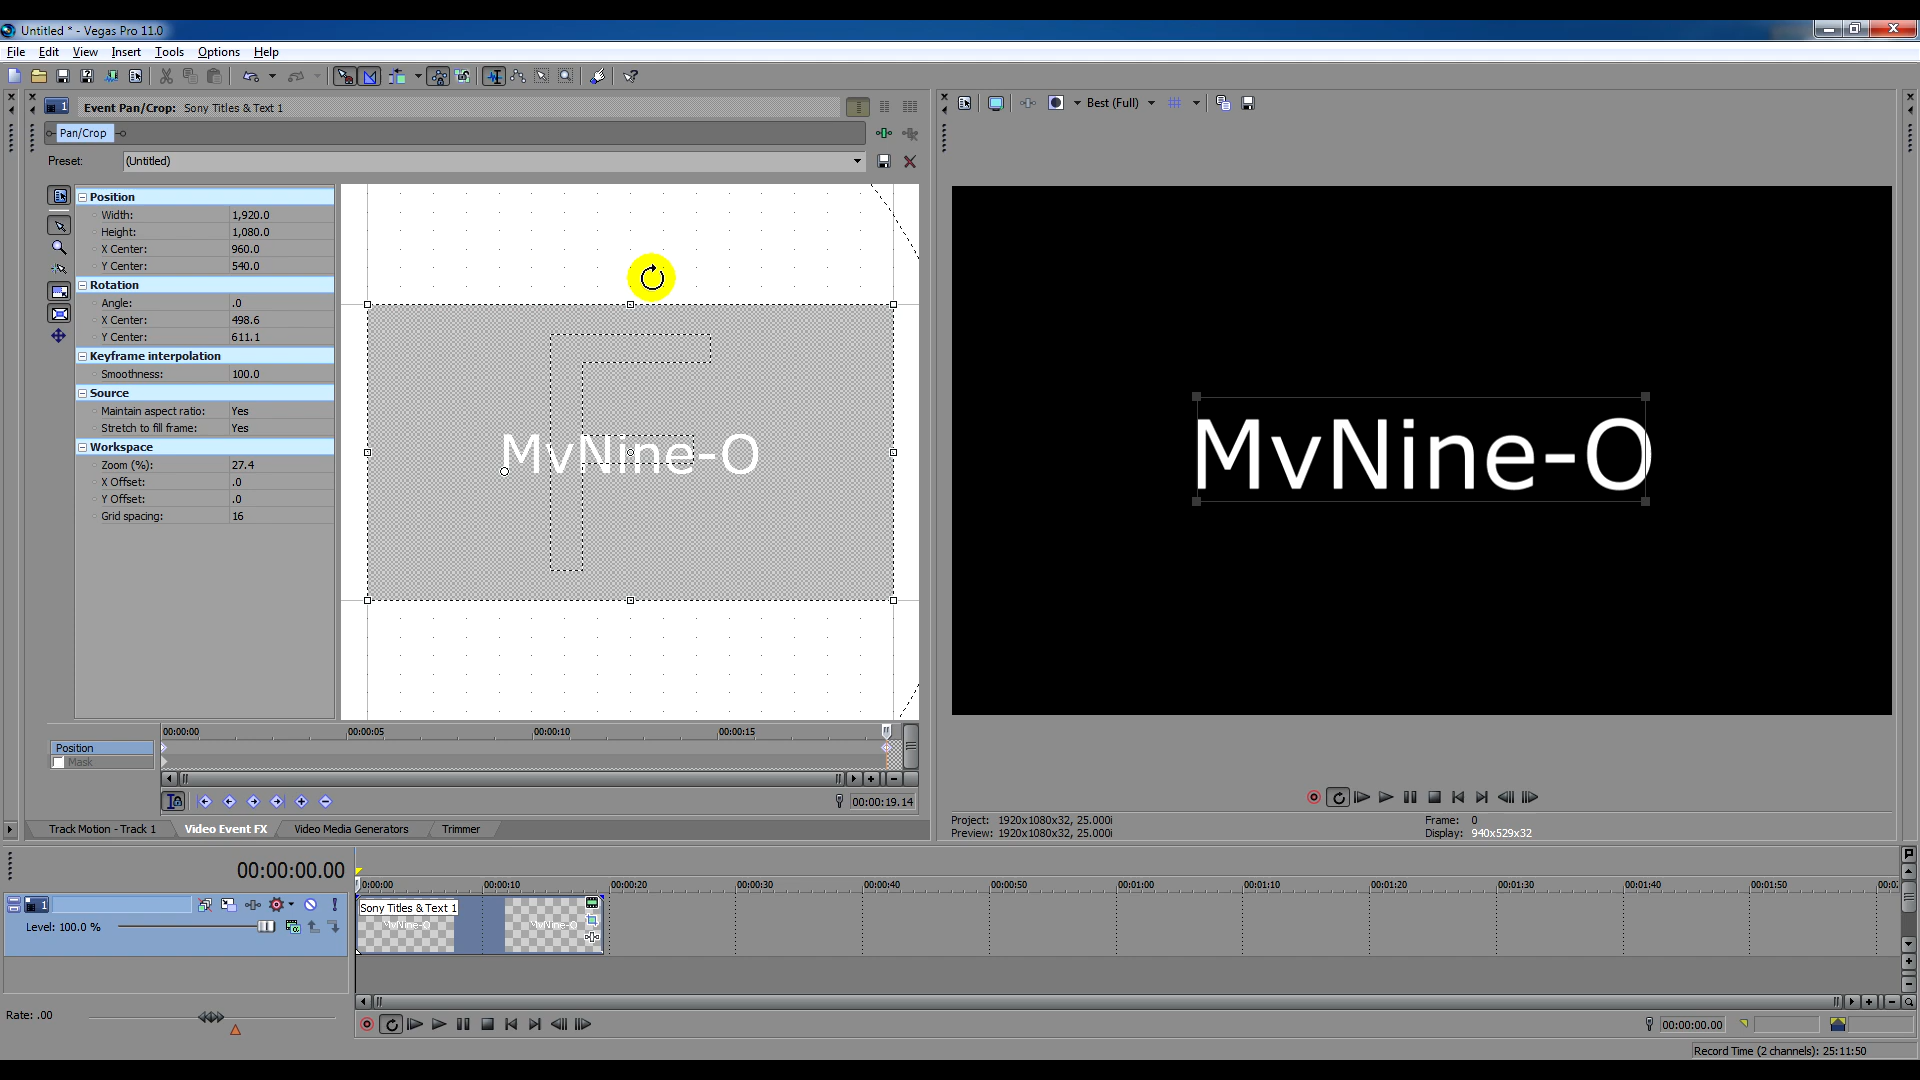 Untitled * - Vegas Pro 11.0
File Edit View Insert Tools Options Help
1 Event Pan/Crop: Sony Titles & Text 1
Pan/Crop
Preset: (Untitled)
Best (Full)
Position
Width: 1,920.0
Height: 1,080.0
X Center: 960.0
Y Center: 540.0
Rotation
Angle: .0
X Center: 498.6
Y Center: 611.1
Keyframe interpolation
Smoothness: 100.0
Source
Maintain aspect ratio: Yes
Stretch to fill frame: Yes
Workspace
Zoom (%): 27.4
X Offset: .0
Y Offset: .0
Grid spacing: 16
MvNine-O
MvNine-O
00:00:00 00:00:05 00:00:10 00:00:15
Position
Mask
00:00:19.14
Track Motion - Track 1 Video Event FX Video Media Generators Trimmer
Project: 1920x1080x32, 25.000i
Preview: 1920x1080x32, 25.000i
Frame: 0
Display: 940x529x32
00:00:00.00
0:00:00 00:00:10 00:00:20 00:00:30 00:00:40 00:00:50 00:01:00 00:01:10 00:01:20 00:01:30 00:01:40 00:01:50
1
Level: 100.0 %
Sony Titles & Text 1
MvNine-O MvNine-O
Rate: .00
00:00:00.00
Record Time (2 channels): 25:11:50